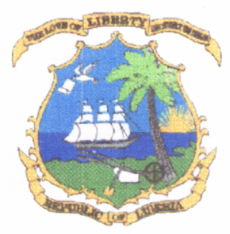 THE LOVE OF LIBERTY BROUGHT US HERE
REPUBLIC OF LIBERIA